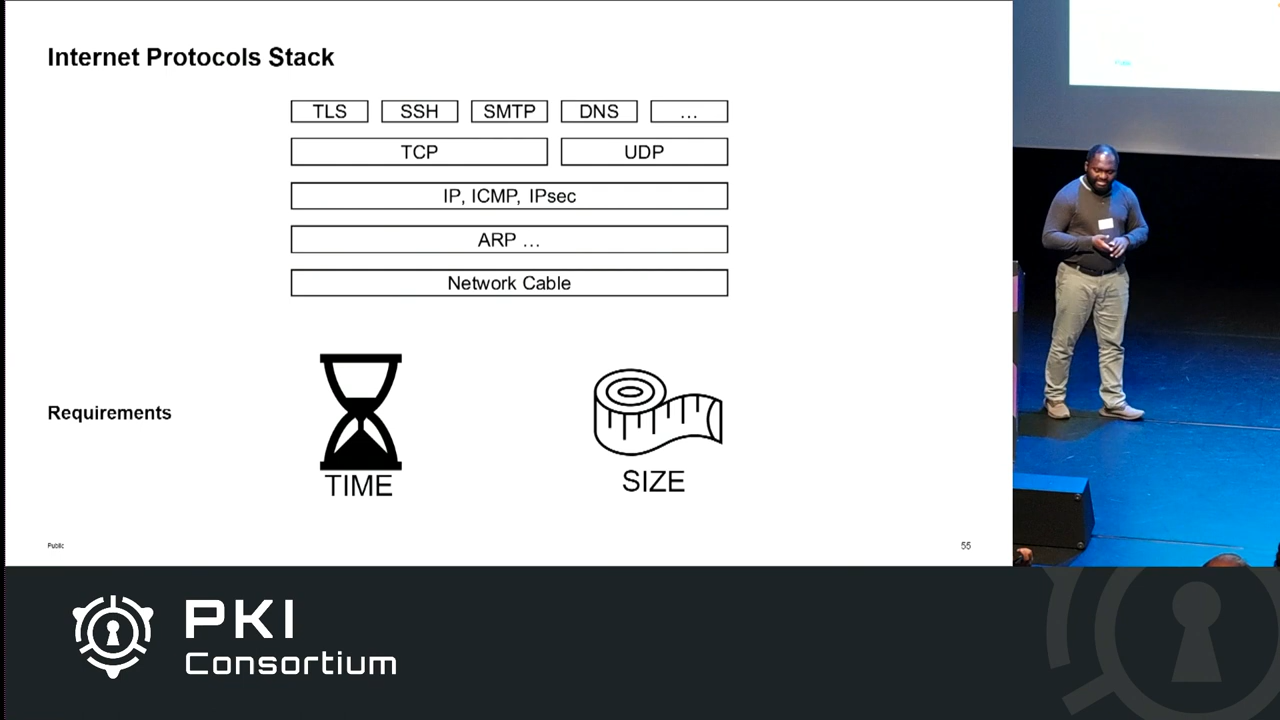 Internet Protocols Stack
TLS SSH SMTP DNS ...
TCP UDP
IP, ICMP, IPsec
ARP ...
Network Cable
Requirements
TIME SIZE
Public 55
PKI
Consortium